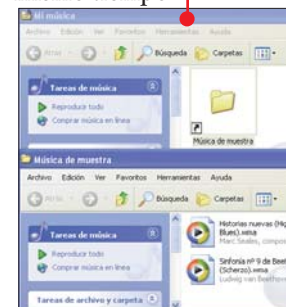 Mi música
Archivo Edición Ver Favoritos Herramientas Ayuda
Atrás Búsqueda Carpetas
Tareas de música
Reproducir todo
Comprar música en línea
Música de muestra
Música de muestra
Archivo Edición Ver Favoritos Herramientas Ayuda
Atrás Búsqueda Carpetas
Tareas de música
Reproducir todo
Comprar música en línea
Historias nuevas (Hig
Blues).wma
Marc Seales, compos
Sinfonía nº 9 de Beet
(Scherzo).wma
Ludwig van Beethove
Tareas de archivo y carpeta